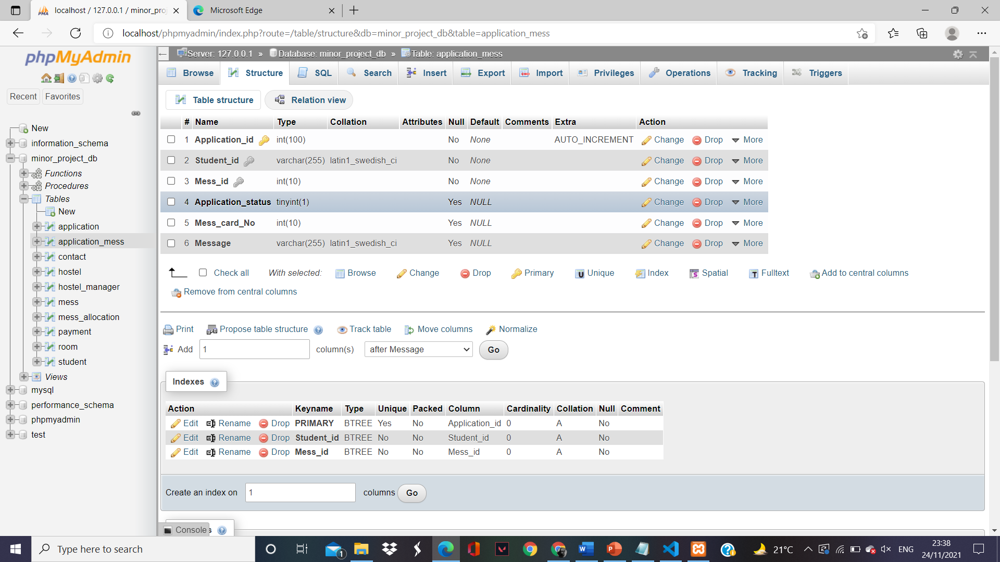 localhost / 127.0.0.1 / minor_pro
Microsoft Edge
localhost/phpmyadmin/index.php?route=/table/structure&db=minor_project_db&table=application_mess
phpMyAdmin
Recent
Favorites
New
information_schema
minor_project_db
Functions
Procedures
Tables
New
application
application_mess
contact
hostel
hostel_manager
mess
mess_allocation
payment
room
student
Views
mysql
performance_schema
phpmyadmin
test
Server: 127.0.0.1 » Database: minor_project_db » Table: application_mess
Browse Structure SQL Search Insert Export Import Privileges Operations Tracking Triggers
Table structure Relation view
# Name Type Collation Attributes Null Default Comments Extra Action
1 Application_id int(100) No None AUTO_INCREMENT Change Drop More
2 Student_id varchar(255) latin1_swedish_ci No None Change Drop More
3 Mess_id int(10) No None Change Drop More
4 Application_status tinyint(1) Yes NULL Change Drop More
5 Mess_card_No int(10) Yes NULL Change Drop More
6 Message varchar(255) latin1_swedish_ci Yes NULL Change Drop More
Check all With selected: Browse Change Drop Primary Unique Index Spatial Fulltext Add to central columns
Remove from central columns
Print Propose table structure Track table Move columns Normalize
Add 1 column(s) after Message Go
Indexes
Action Keyname Type Unique Packed Column Cardinality Collation Null Comment
Edit Rename Drop PRIMARY BTREE Yes No Application_id 0 A No
Edit Rename Drop Student_id BTREE No No Student_id 0 A No
Edit Rename Drop Mess_id BTREE No No Mess_id 0 A No
Create an index on 1 columns Go
Console
Type here to search
1
21°C
ENG
23:38
24/11/2021